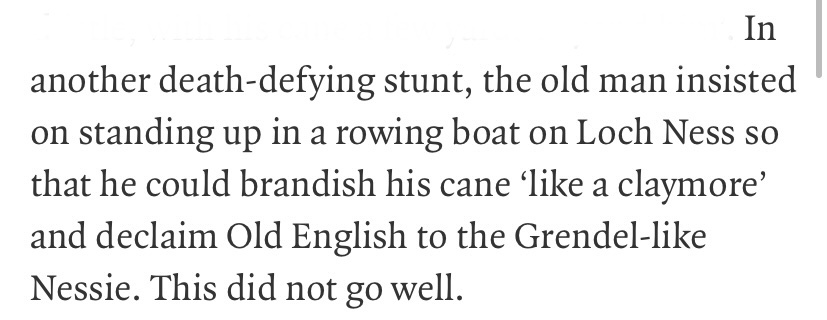 In
another death-defying stunt, the old man insisted
on standing up in a rowing boat on Loch Ness so
that he could brandish his cane ‘like a claymore’
and declaim Old English to the Grendel-like
Nessie. This did not go well.